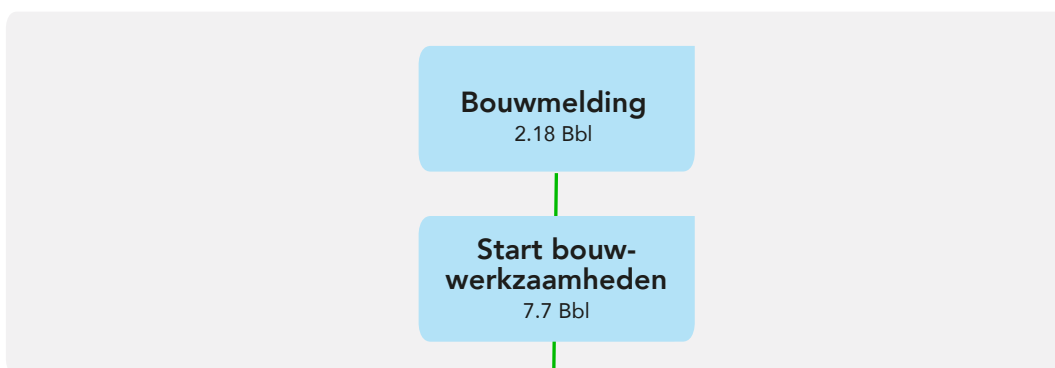 Bouwmelding
2.18 Bbl
Start bouw-
werkzaamheden
7.7 Bbl